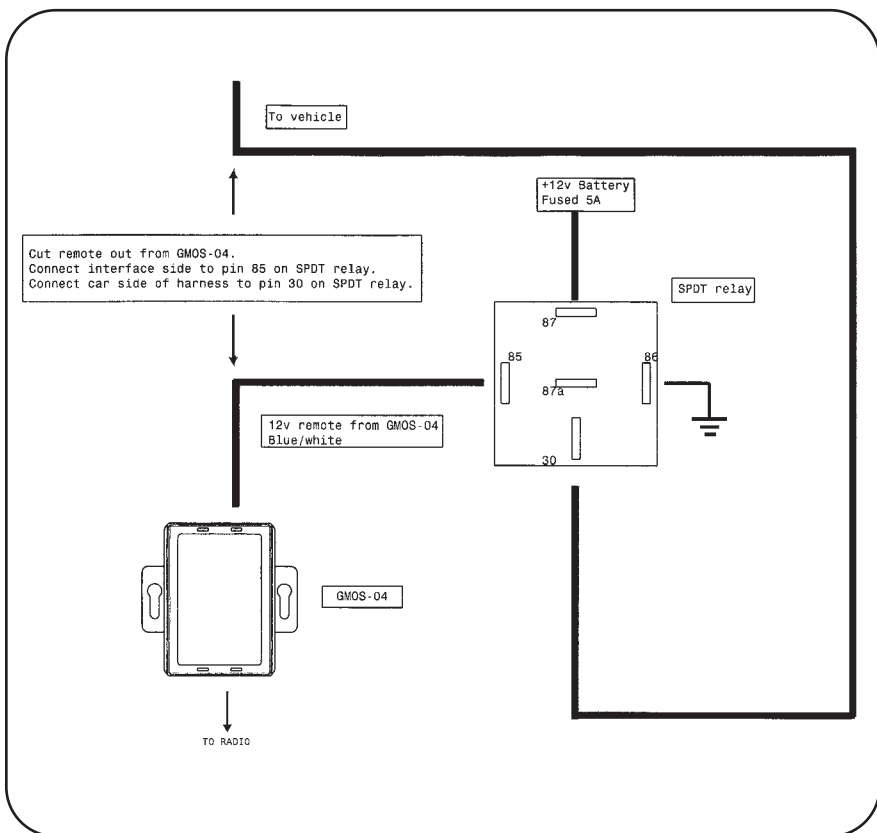 To vehicle
+12v Battery
Fused 5A
Cut remote out from GMOS-04.
Connect interface side to pin 85 on SPDT relay.
Connect car side of harness to pin 30 on SPDT relay.
SPDT relay
87
85
86
87a
12v remote from GMOS-04
Blue/white
30
GMOS-04
TO RADIO